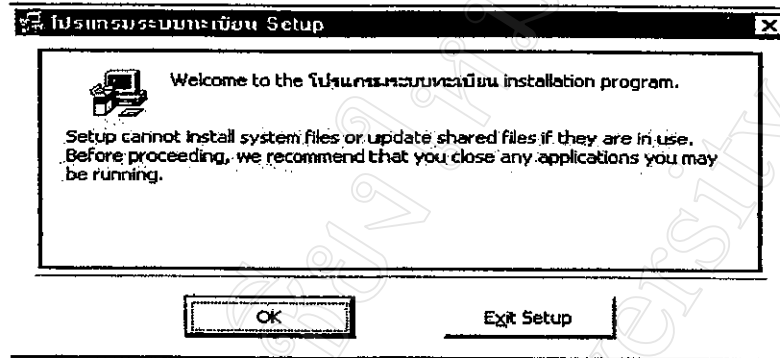 โปรแกรมระบบทะเบียน Setup
Welcome to the โปรแกรมระบบทะเบียน installation program.
Setup cannot install system files or update shared files if they are in use.
Before proceeding, we recommend that you close any applications you may
be running.
OK
Exit Setup